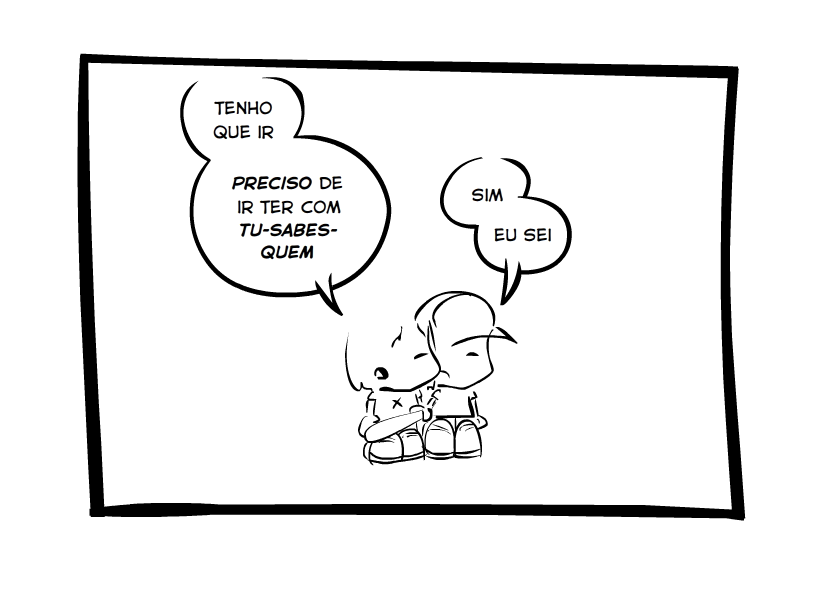 TENHO
QUE IR
PRECISO DE
IR TER COM
TU-SABES-
QUEM
SIM
EU SEI